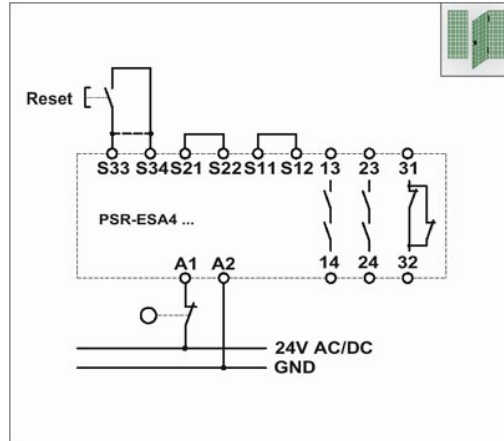 Reset
S33 S34 S21 S22 S11 S12 13 23 31
PSR-ESA4 ...
A1 A2 14 24 32
24V AC/DC
GND